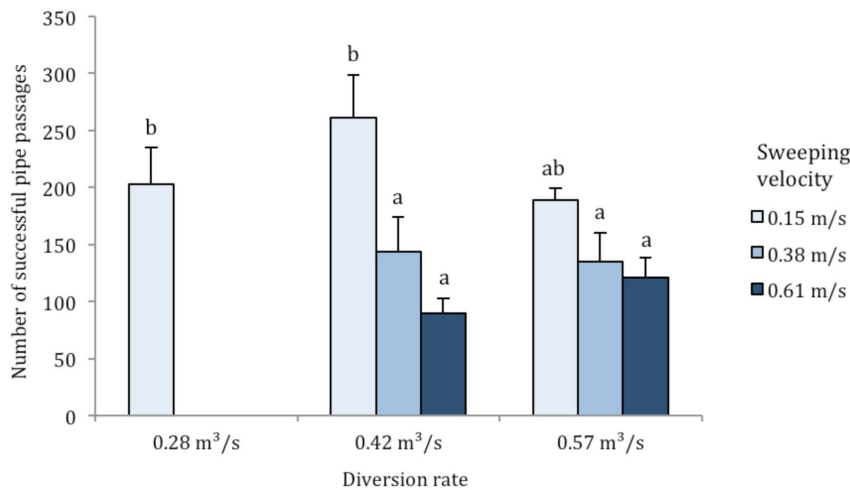 Number of successful pipe passages
350
300
250
200
150
100
50
0
b
b
a
a
ab
a
a
0.28 m³/s
0.42 m³/s
0.57 m³/s
Diversion rate
Sweeping
velocity
0.15 m/s
0.38 m/s
0.61 m/s